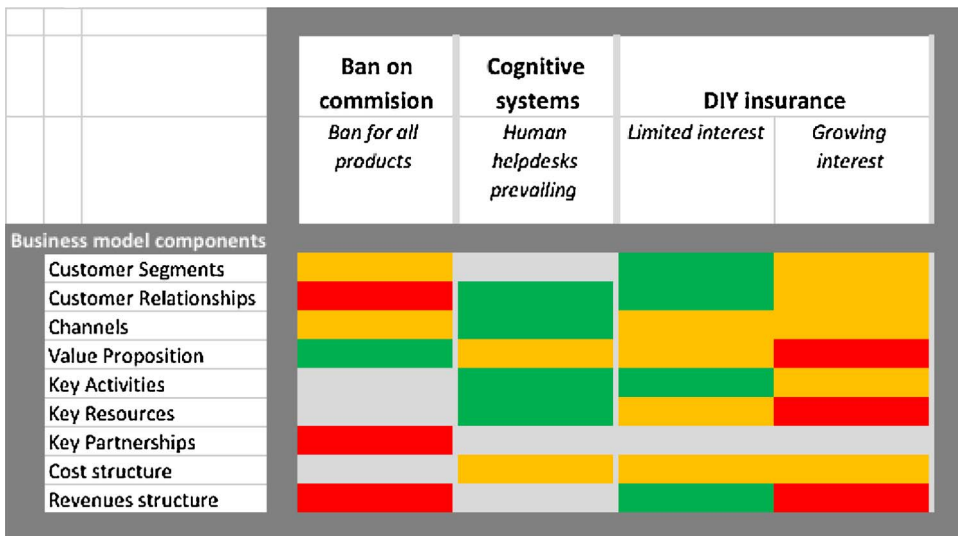 Ban on
commision
Cognitive
systems
DIY insurance
Ban for all
products
Human
helpdesks
prevailing
Limited interest
Growing
interest
Business model components
Customer Segments
Customer Relationships
Channels
Value Proposition
Key Activities
Key Resources
Key Partnerships
Cost structure
Revenues structure